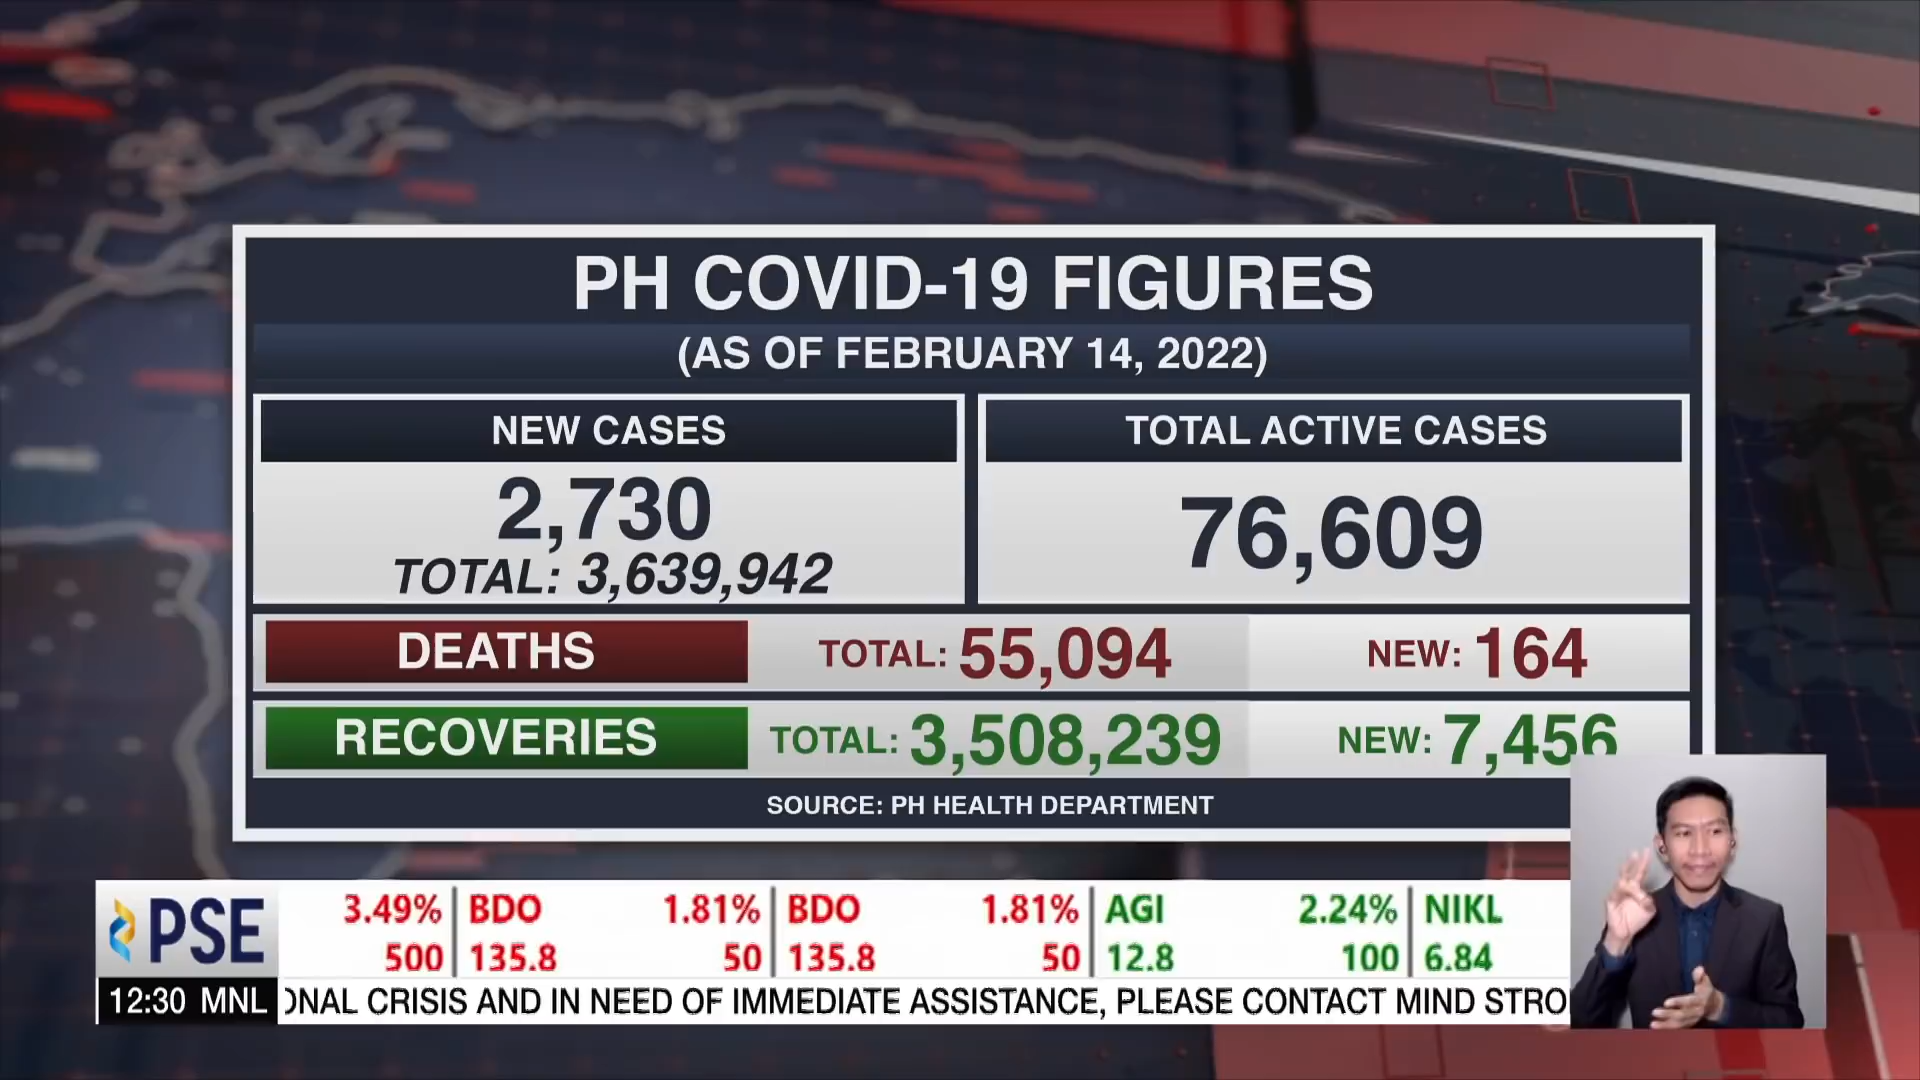 PH COVID-19 FIGURES
(AS OF FEBRUARY 14, 2022)
NEW CASES
2,730
TOTAL: 3,639,942
TOTAL ACTIVE CASES
76,609
DEATHS TOTAL: 55,094 NEW: 164
RECOVERIES TOTAL: 3,508,239 NEW: 7,456
SOURCE: PH HEALTH DEPARTMENT
PSE
3.49% BDO 1.81% BDO 1.81% AGI 2.24% NIKL
500 135.8 50 135.8 50 12.8 100 6.84
12:30 MNL
CRISIS AND IN NEED OF IMMEDIATE ASSISTANCE, PLEASE CONTACT MIND